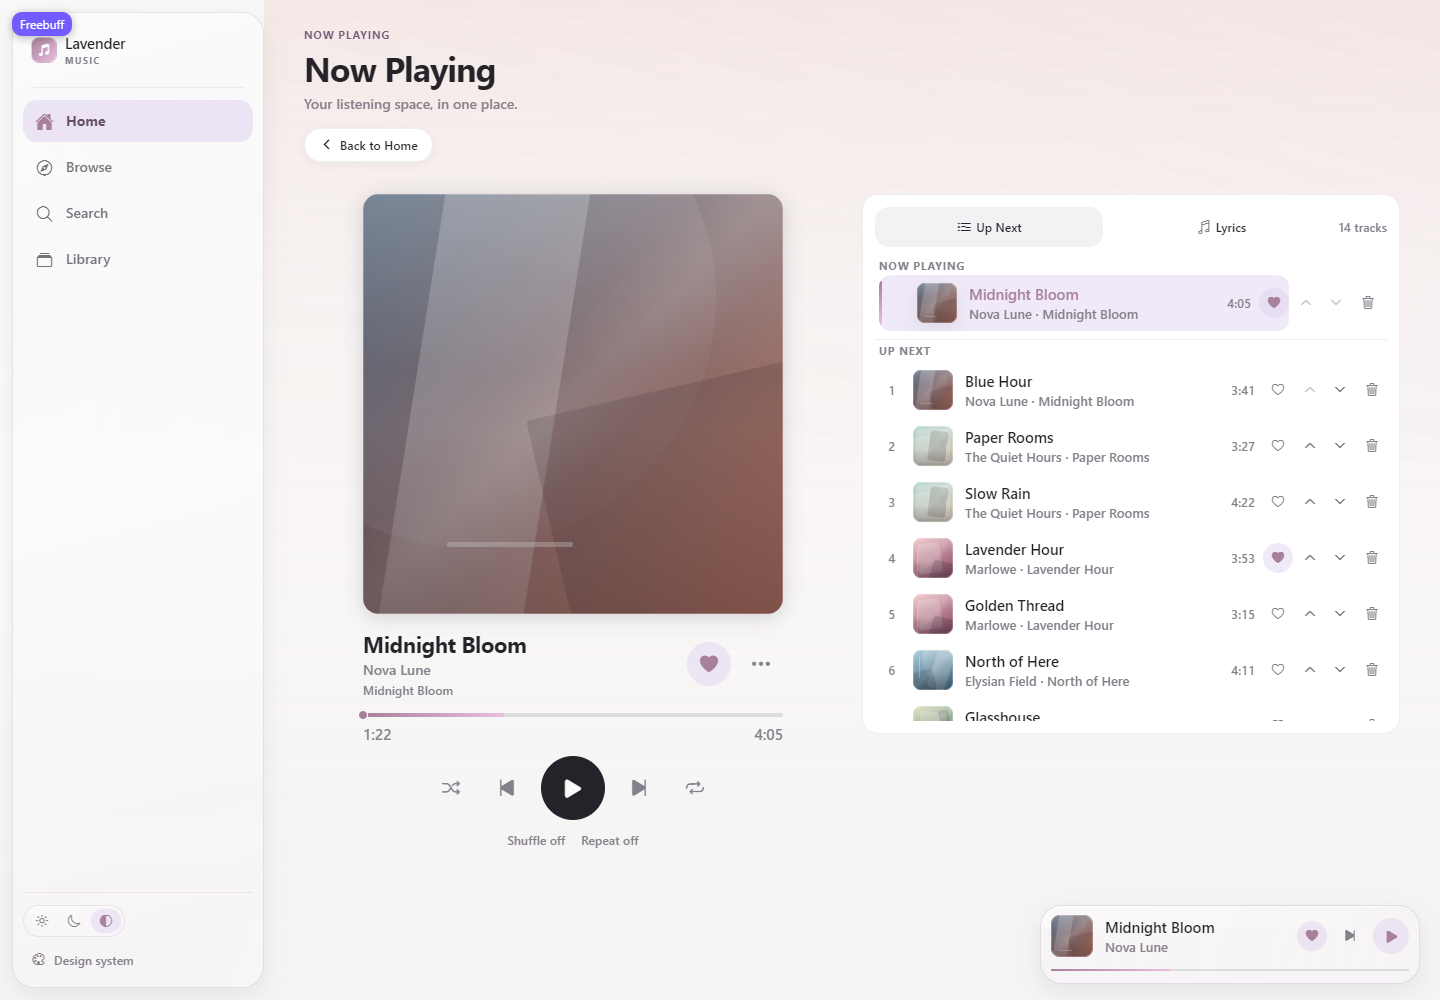 Freebuff
Lavender
MUSIC
Home
Browse
Search
Library
Design system
NOW PLAYING
Now Playing
Your listening space, in one place.
Back to Home
Midnight Bloom
Nova Lune
Midnight Bloom
1:22 4:05
Shuffle off Repeat off
Up Next Lyrics 14 tracks
NOW PLAYING
Midnight Bloom 4:05
Nova Lune · Midnight Bloom
UP NEXT
1 Blue Hour 3:41
Nova Lune · Midnight Bloom
2 Paper Rooms 3:27
The Quiet Hours · Paper Rooms
3 Slow Rain 4:22
The Quiet Hours · Paper Rooms
4 Lavender Hour 3:53
Marlowe · Lavender Hour
5 Golden Thread 3:15
Marlowe · Lavender Hour
6 North of Here 4:11
Elysian Field · North of Here
Glasshouse
Midnight Bloom
Nova Lune